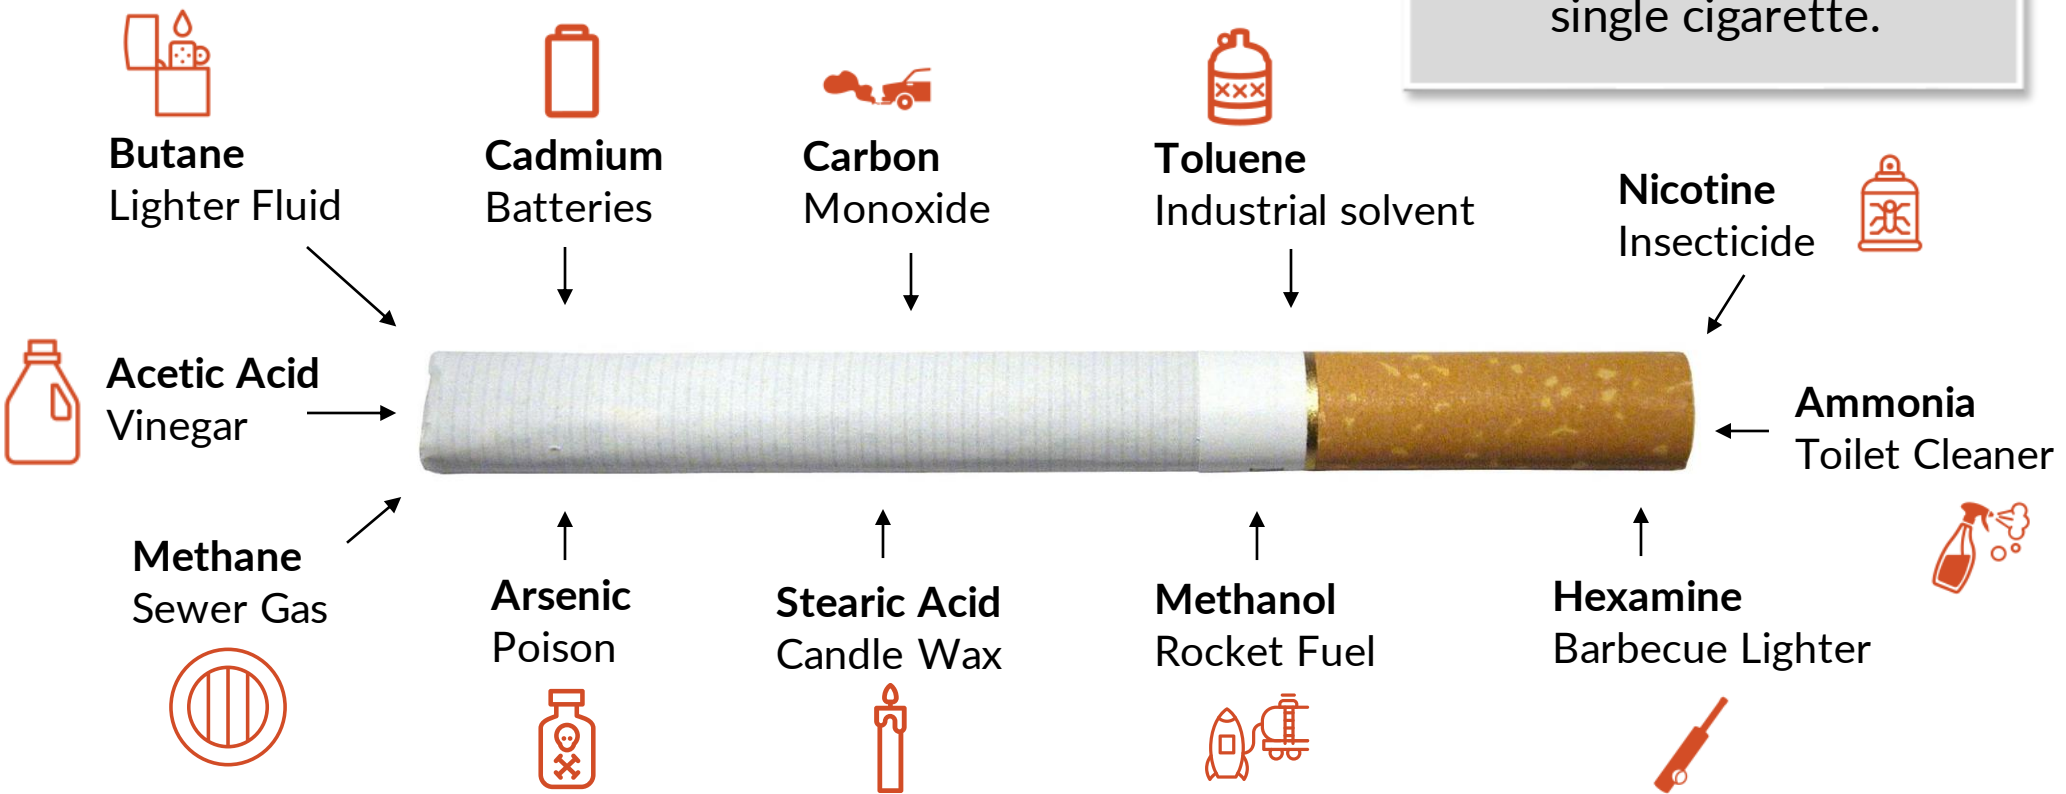 single cigarette.
Butane
Lighter Fluid
Cadmium
Batteries
Carbon
Monoxide
Toluene
Industrial solvent
Nicotine
Insecticide
Acetic Acid
Vinegar
Ammonia
Toilet Cleaner
Methane
Sewer Gas
Arsenic
Poison
Stearic Acid
Candle Wax
Methanol
Rocket Fuel
Hexamine
Barbecue Lighter
XXX